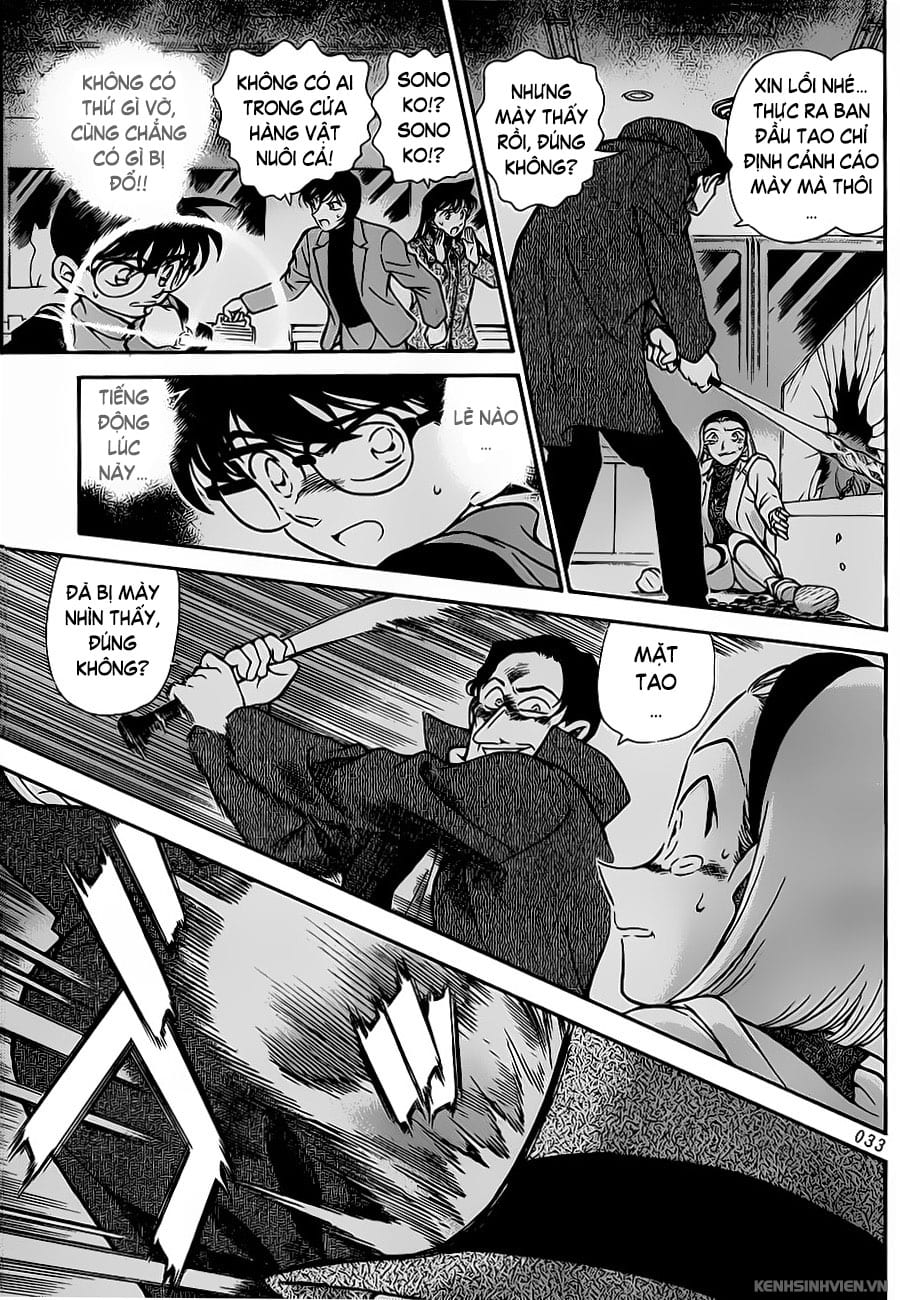 XIN LỖI NHÉ...
THỰC RA BAN
ĐẦU TAO CHỈ
ĐỊNH CẢNH CÁO
MÀY MÀ THÔI
...
NHƯNG
MÀY THẤY
RỒI, ĐÚNG
KHÔNG?
SONO
KO!?
SONO
KO!?
KHÔNG CÓ AI
TRONG CỬA
HÀNG VẬT
NUÔI CẢ!
KHÔNG CÓ
THỨ GÌ VỠ,
CŨNG CHẲNG
CÓ GÌ BỊ
ĐỔ!!
LẼ NÀO
...
TIẾNG
ĐỘNG
LÚC
NÃY...
MẶT
TAO
...
ĐÃ BỊ MÀY
NHÌN THẤY,
ĐÚNG
KHÔNG?
033
KENHSINHVIEN.VN